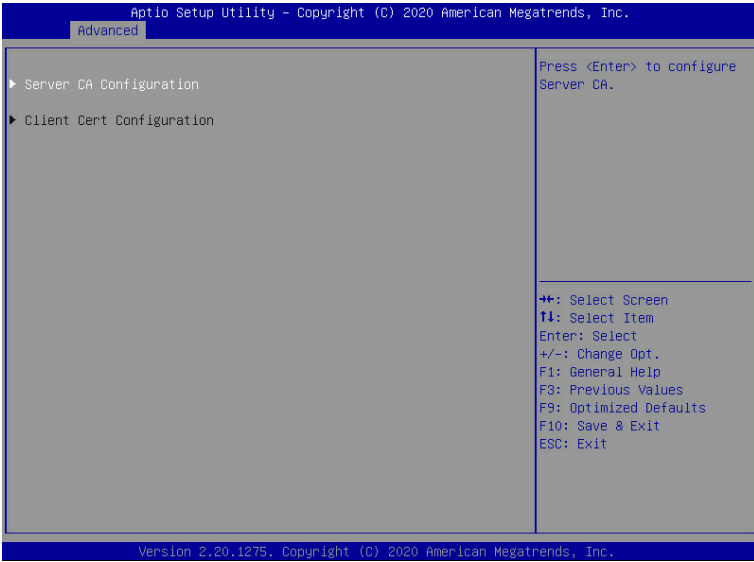 Aptio Setup Utility – Copyright (C) 2020 American Megatrends, Inc.
Advanced
▶ Server CA Configuration
▶ Client Cert Configuration
Press <Enter> to configure
Server CA.
→←: Select Screen
↑↓: Select Item
Enter: Select
+/-: Change Opt.
F1: General Help
F3: Previous Values
F9: Optimized Defaults
F10: Save & Exit
ESC: Exit
Version 2.20.1275. Copyright (C) 2020 American Megatrends, Inc.